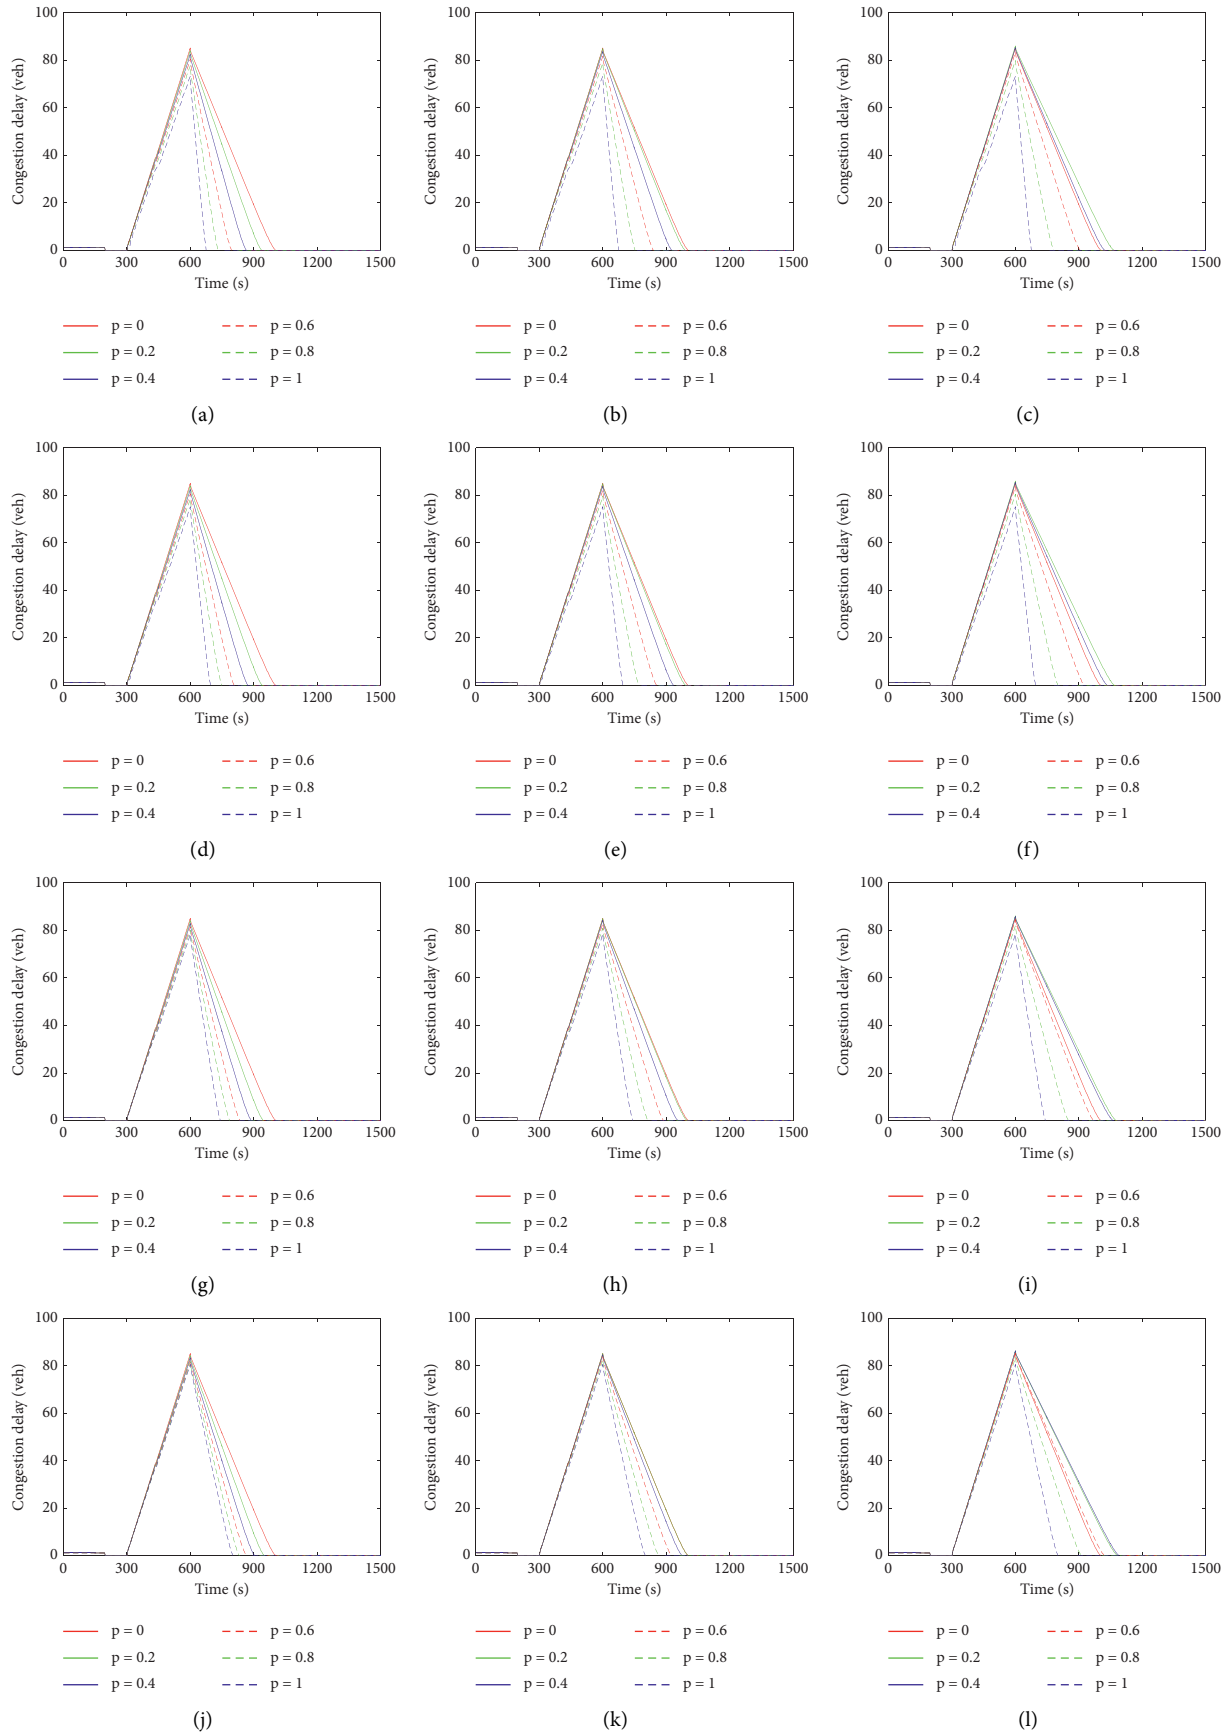 Congestion delay (veh)
100
80
60
40
20
0
0 300 600 900 1200 1500
Time (s)
p = 0 p = 0.6
p = 0.2 p = 0.8
p = 0.4 p = 1
(a)
Congestion delay (veh)
100
80
60
40
20
0
0 300 600 900 1200 1500
Time (s)
p = 0 p = 0.6
p = 0.2 p = 0.8
p = 0.4 p = 1
(b)
Congestion delay (veh)
100
80
60
40
20
0
0 300 600 900 1200 1500
Time (s)
p = 0 p = 0.6
p = 0.2 p = 0.8
p = 0.4 p = 1
(c)
Congestion delay (veh)
100
80
60
40
20
0
0 300 600 900 1200 1500
Time (s)
p = 0 p = 0.6
p = 0.2 p = 0.8
p = 0.4 p = 1
(d)
Congestion delay (veh)
100
80
60
40
20
0
0 300 600 900 1200 1500
Time (s)
p = 0 p = 0.6
p = 0.2 p = 0.8
p = 0.4 p = 1
(e)
Congestion delay (veh)
100
80
60
40
20
0
0 300 600 900 1200 1500
Time (s)
p = 0 p = 0.6
p = 0.2 p = 0.8
p = 0.4 p = 1
(f)
Congestion delay (veh)
100
80
60
40
20
0
0 300 600 900 1200 1500
Time (s)
p = 0 p = 0.6
p = 0.2 p = 0.8
p = 0.4 p = 1
(g)
Congestion delay (veh)
100
80
60
40
20
0
0 300 600 900 1200 1500
Time (s)
p = 0 p = 0.6
p = 0.2 p = 0.8
p = 0.4 p = 1
(h)
Congestion delay (veh)
100
80
60
40
20
0
0 300 600 900 1200 1500
Time (s)
p = 0 p = 0.6
p = 0.2 p = 0.8
p = 0.4 p = 1
(i)
Congestion delay (veh)
100
80
60
40
20
0
0 300 600 900 1200 1500
Time (s)
p = 0 p = 0.6
p = 0.2 p = 0.8
p = 0.4 p = 1
(j)
Congestion delay (veh)
100
80
60
40
20
0
0 300 600 900 1200 1500
Time (s)
p = 0 p = 0.6
p = 0.2 p = 0.8
p = 0.4 p = 1
(k)
Congestion delay (veh)
100
80
60
40
20
0
0 300 600 900 1200 1500
Time (s)
p = 0 p = 0.6
p = 0.2 p = 0.8
p = 0.4 p = 1
(l)